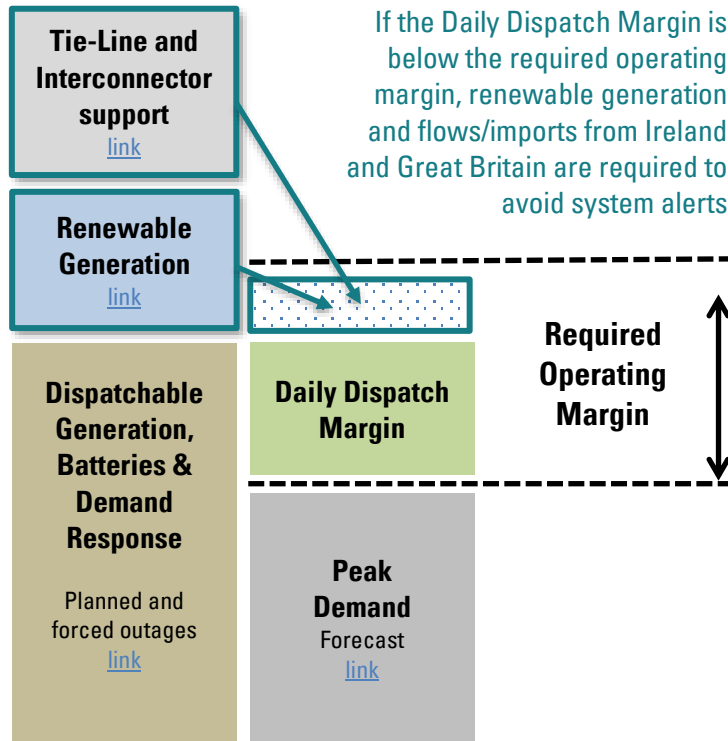 Tie-Line and
Interconnector
support
link
If the Daily Dispatch Margin is
below the required operating
margin, renewable generation
and flows/imports from Ireland
and Great Britain are required to
avoid system alerts
Renewable
Generation
link
Dispatchable
Generation,
Batteries &
Demand
Response
Planned and
forced outages
link
Daily Dispatch
Margin
Required
Operating
Margin
Peak
Demand
Forecast
link